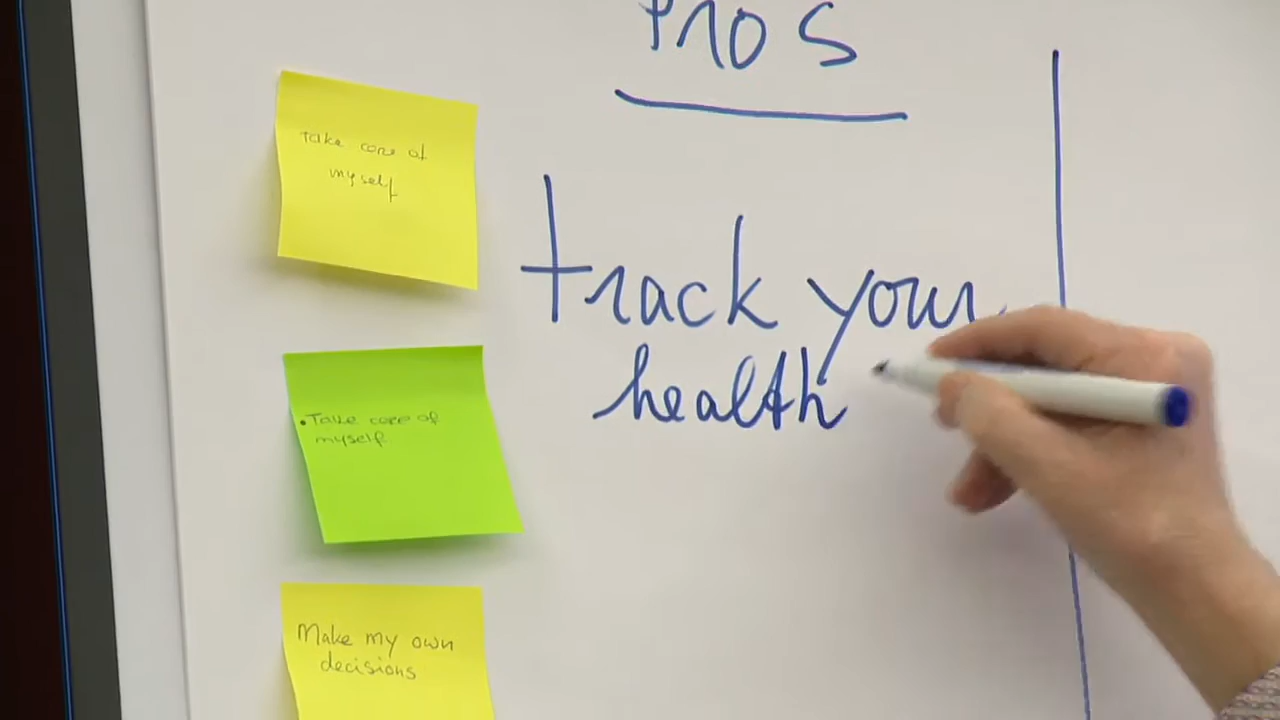 Pros
Take care of
myself
track your
health
• Take care of
myself
Make my own
decisions